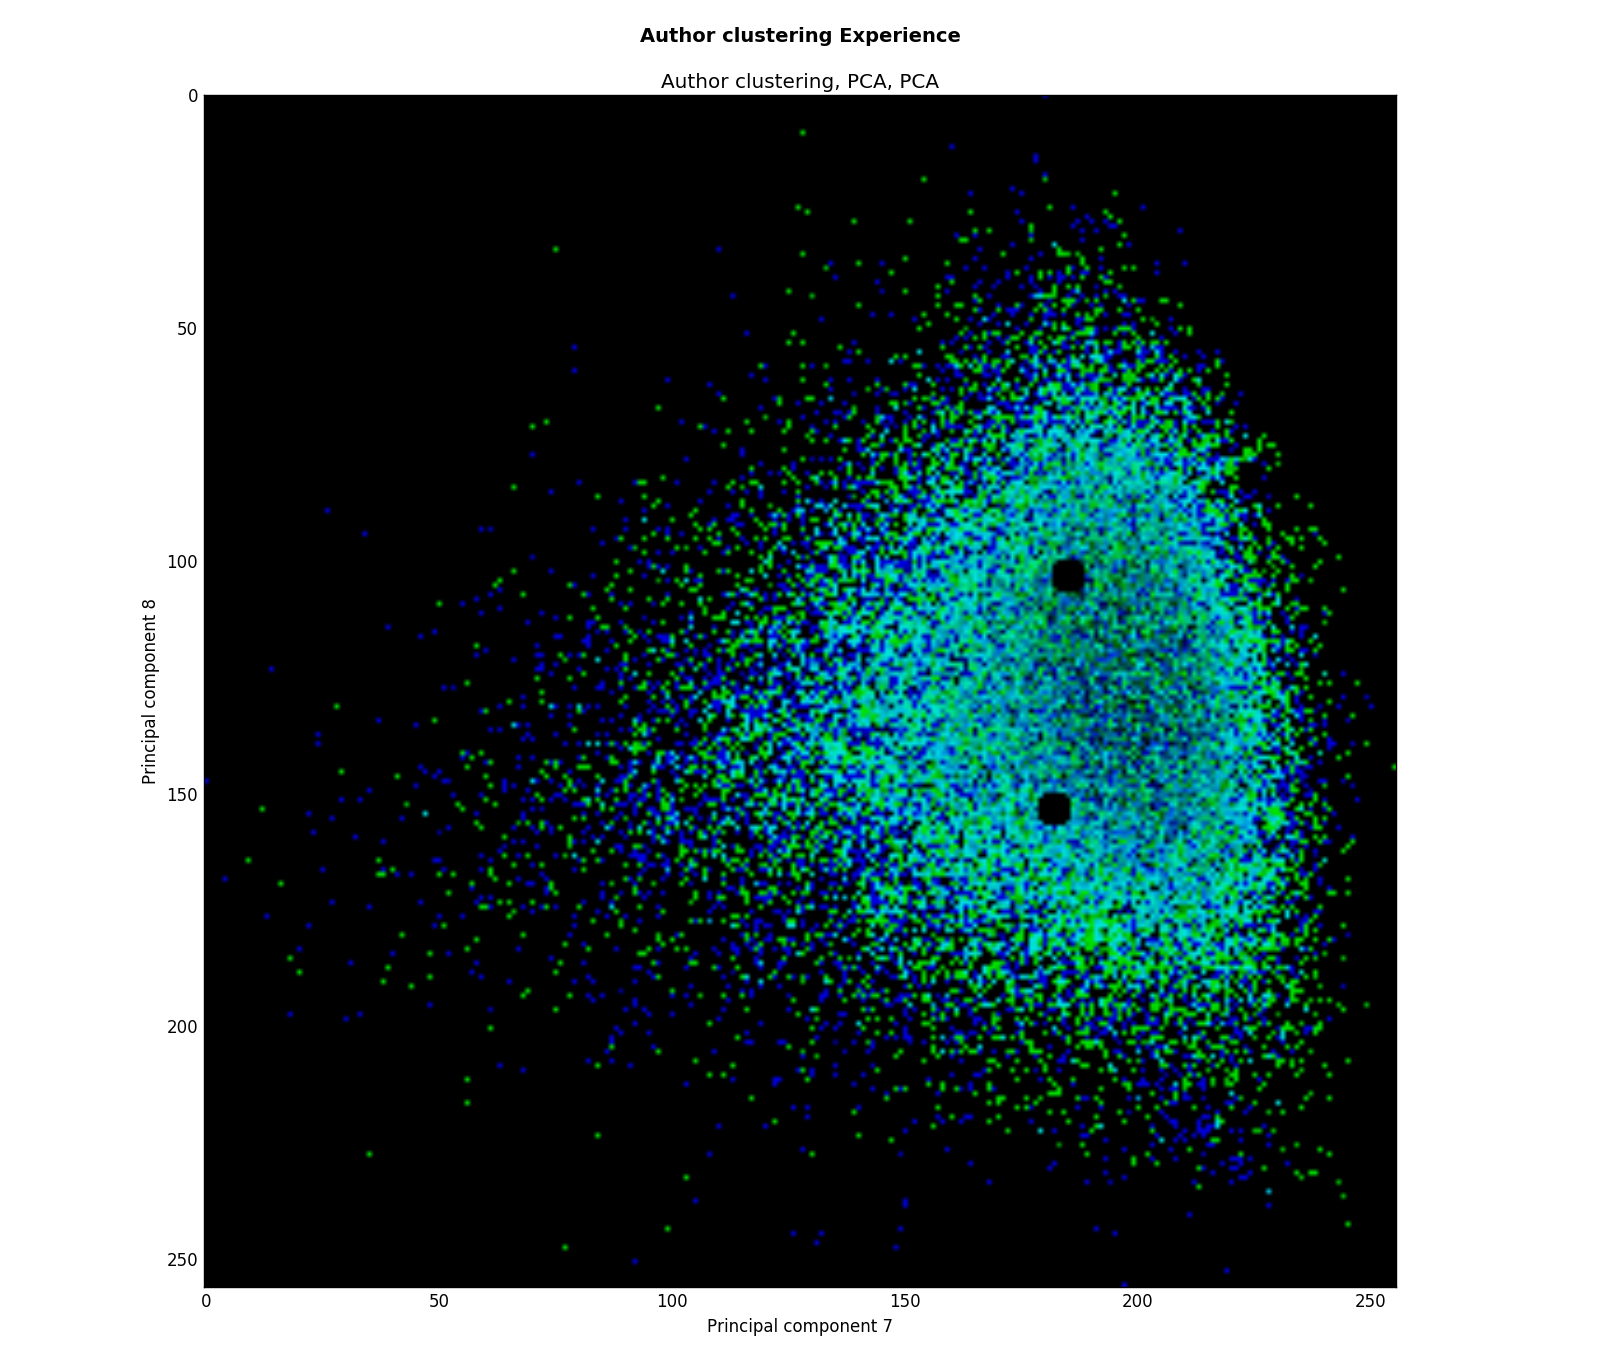 Author clustering Experience
Author clustering, PCA, PCA
0
50
100
150
200
250
Principal component 8
0 50 100 150 200 250
Principal component 7